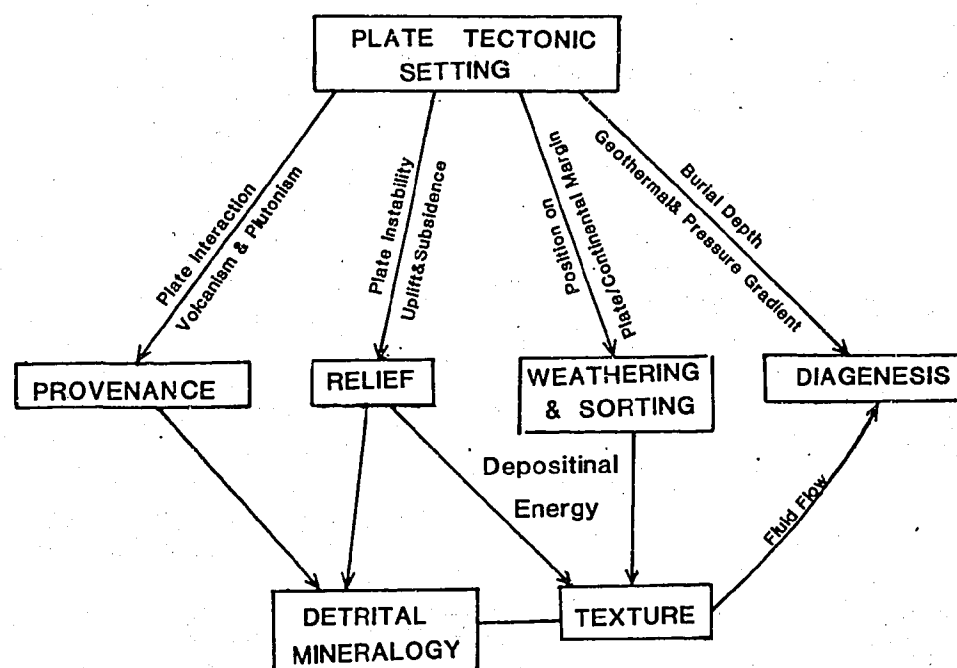 PLATE TECTONIC
SETTING
Plate Interaction
Volcanism & Plutonism
Plate Instability
Uplift&Subsidence
Position on
Plate/Continental Margin
Burial Depth
Geothermal& Pressure Gradient
PROVENANCE
RELIEF
WEATHERING
& SORTING
DIAGENESIS
Depositinal
Energy
Fluid Flow
DETRITAL
MINERALOGY
TEXTURE